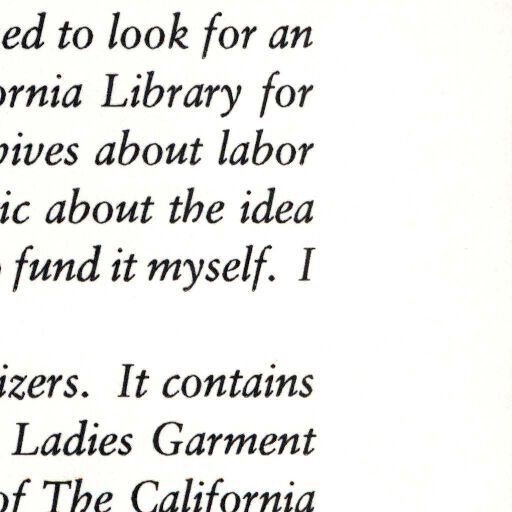 ed to look for an
ornia Library for
hives about labor
ic about the idea
fund it myself. I
izers. It contains
Ladies Garment
of The California